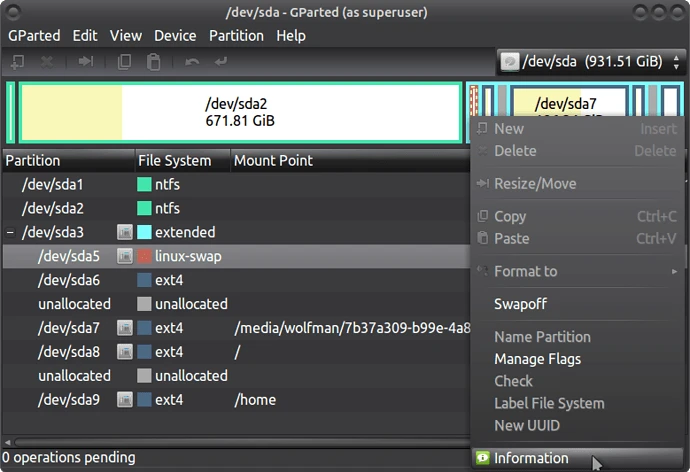 /dev/sda - GParted (as superuser)
GParted Edit View Device Partition Help
/dev/sda (931.51 GiB)
/dev/sda2
671.81 GiB
/dev/sda7
Partition File System Mount Point
/dev/sda1 ntfs
/dev/sda2 ntfs
/dev/sda3 extended
/dev/sda5 linux-swap
/dev/sda6 ext4
unallocated unallocated
/dev/sda7 ext4 /media/wolfman/7b37a309-b99e-4a8
/dev/sda8 ext4 /
unallocated unallocated
/dev/sda9 ext4 /home
0 operations pending
New Insert
Delete Delete
Resize/Move
Copy Ctrl+C
Paste Ctrl+V
Format to
Swapoff
Name Partition
Manage Flags
Check
Label File System
New UUID
Information